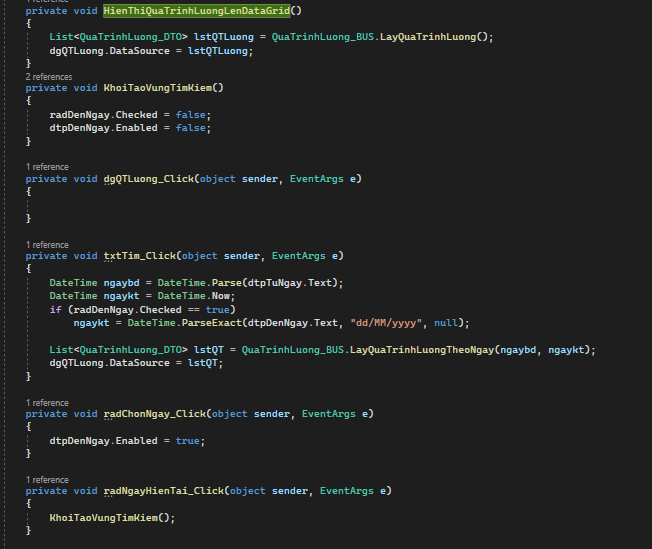 private void HienThiQuaTrinhLuongLenDataGrid()
{
List<QuaTrinhLuong_DTO> lstQTLuong = QuaTrinhLuong_BUS.LayQuaTrinhLuong();
dgQTLuong.DataSource = lstQTLuong;
}
2 references
private void KhoiTaoVungTimKiem()
{
radDenNgay.Checked = false;
dtpDenNgay.Enabled = false;
}
1 reference
private void dgQTLuong_Click(object sender, EventArgs e)
{
}
1 reference
private void txtTim_Click(object sender, EventArgs e)
{
DateTime ngaybd = DateTime.Parse(dtpTuNgay.Text);
DateTime ngaykt = DateTime.Now;
if (radDenNgay.Checked == true)
ngaykt = DateTime.ParseExact(dtpDenNgay.Text, "dd/MM/yyyy", null);
List<QuaTrinhLuong_DTO> lstQT = QuaTrinhLuong_BUS.LayQuaTrinhLuongTheoNgay(ngaybd, ngaykt);
dgQTLuong.DataSource = lstQT;
}
1 reference
private void radChonNgay_Click(object sender, EventArgs e)
{
dtpDenNgay.Enabled = true;
}
1 reference
private void radNgayHienTai_Click(object sender, EventArgs e)
{
KhoiTaoVungTimKiem();
}